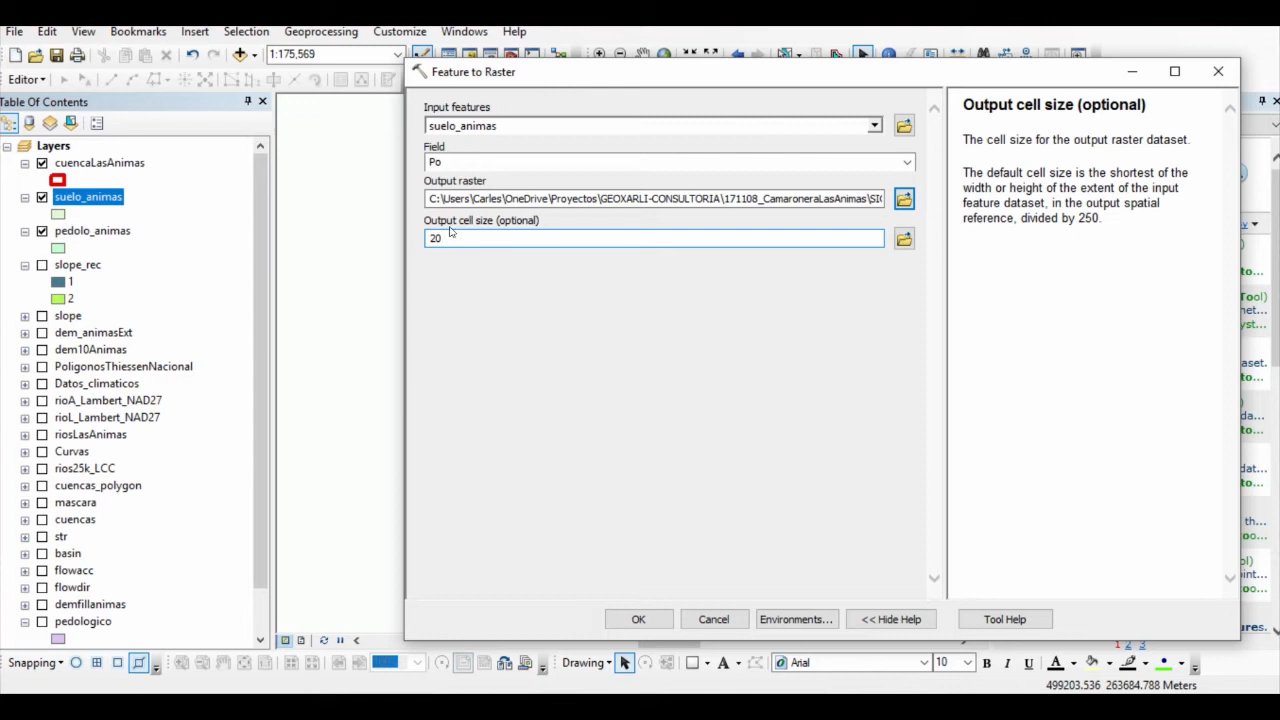 File Edit View Bookmarks Insert Selection Geoprocessing Customize Windows Help
1:175,569
Editor
Table Of Contents
Layers
cuencaLasAnimas
suelo_animas
pedolo_animas
slope_rec
1
2
slope
dem_animasExt
dem10Animas
PoligonosThiessenNacional
Datos_climaticos
rioA_Lambert_NAD27
rioL_Lambert_NAD27
riosLasAnimas
Curvas
rios25k_LCC
cuencas_polygon
mascara
cuencas
str
basin
flowacc
flowdir
demfillanimas
pedologico
Feature to Raster
Input features
suelo_animas
Field
Po
Output raster
C:\Users\Carles\OneDrive\Proyectos\GEOXARLI-CONSULTORIA\171108_CamaroneraLasAnimas\SIG
Output cell size (optional)
20
OK Cancel Environments... << Hide Help Tool Help
Output cell size (optional)
The cell size for the output raster dataset.
The default cell size is the shortest of the
width or height of the extent of the input
feature dataset, in the output spatial
reference, divided by 250.
1 2 3
Snapping
Drawing
A
Arial
10
B I U A
499203.536 263684.788 Meters